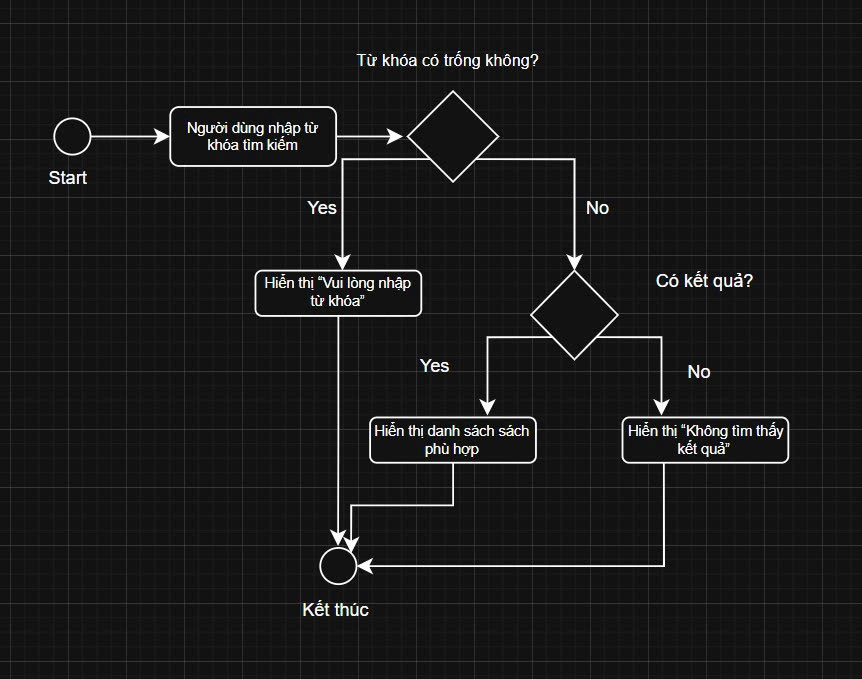 Từ khóa có trống không?
Người dùng nhập từ
khóa tìm kiếm
Start
Yes
No
Hiển thị “Vui lòng nhập
từ khóa”
Có kết quả?
Yes
No
Hiển thị danh sách sách
phù hợp
Hiển thị “Không tìm thấy
kết quả”
Kết thúc